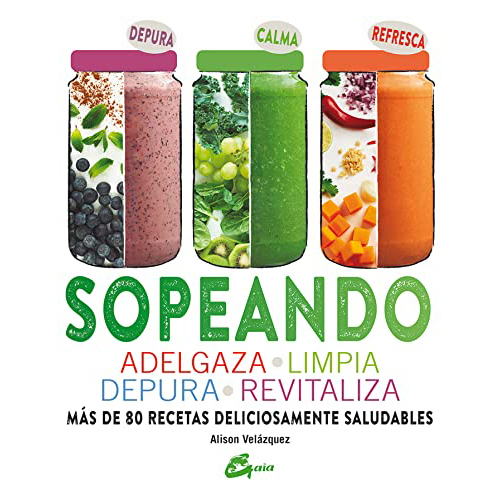 DEPURA CALMA REFRESCA
SOPEANDO
ADELGAZA • LIMPIA
DEPURA • REVITALIZA
MÁS DE 80 RECETAS DELICIOSAMENTE SALUDABLES
Alison Velázquez
Gaia